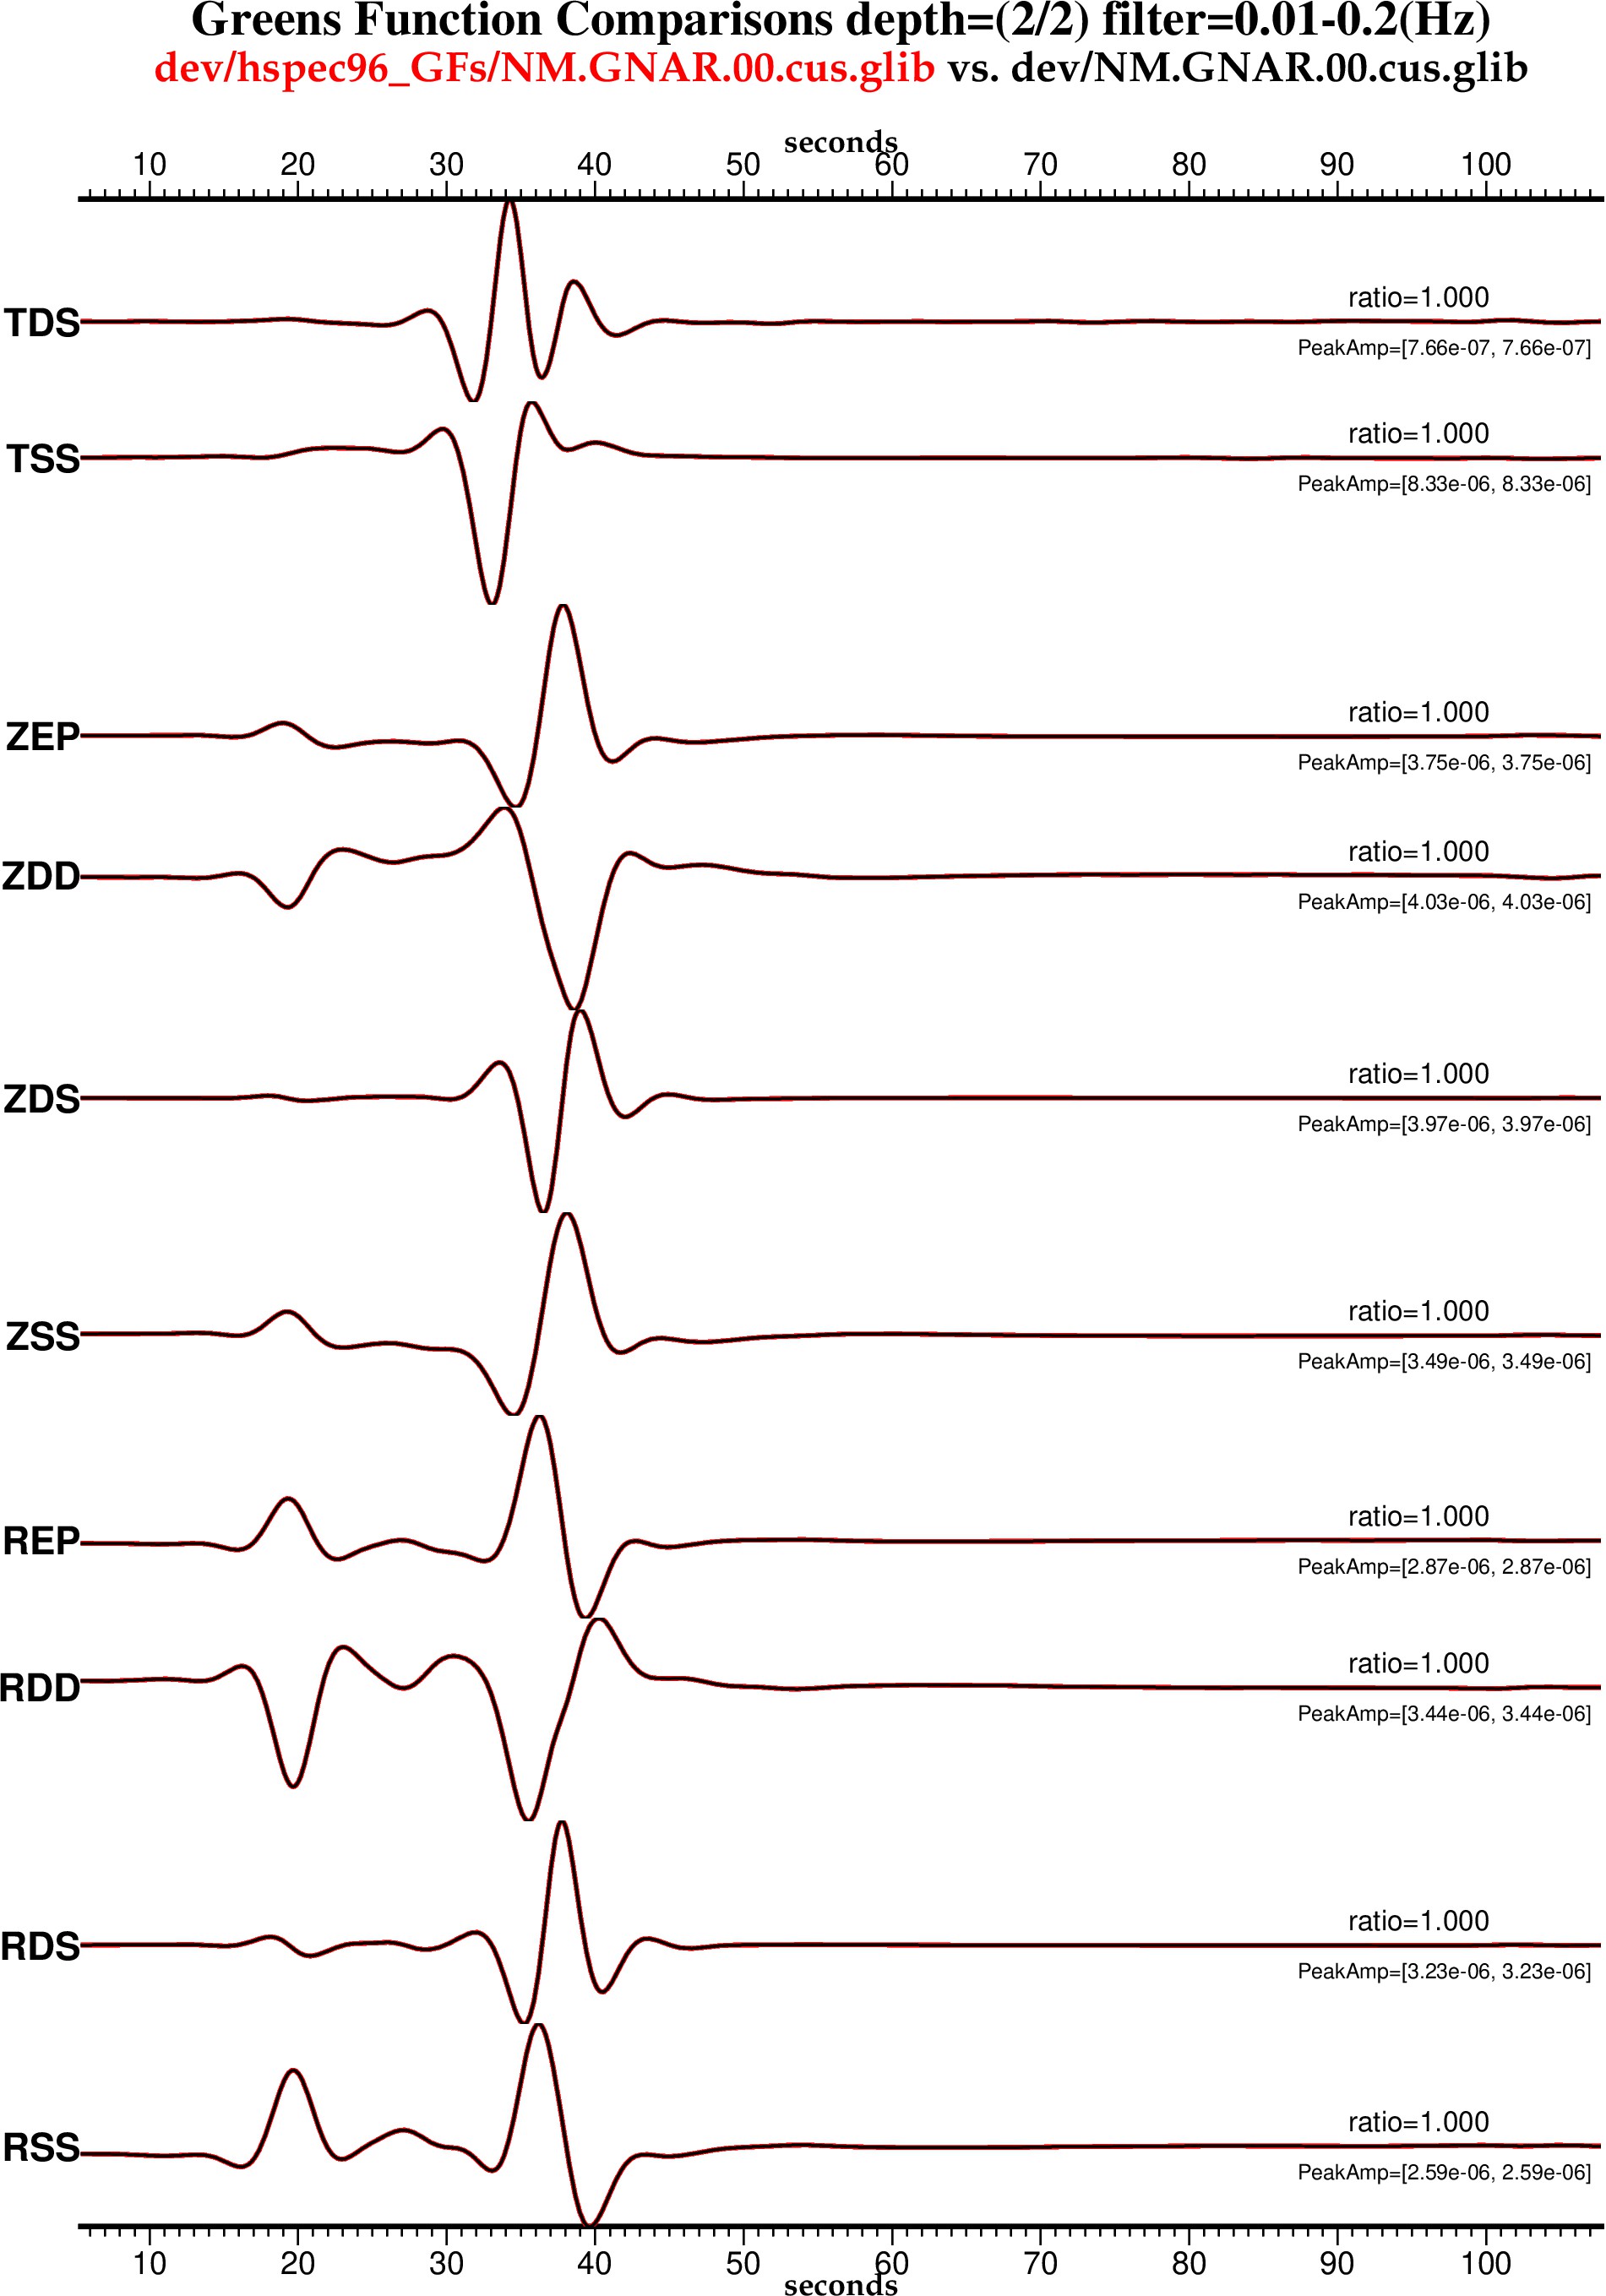 Greens Function Comparisons depth=(2/2) filter=0.01-0.2(Hz)
dev/hspec96_GFs/NM.GNAR.00.cus.glib vs. dev/NM.GNAR.00.cus.glib
seconds
10 20 30 40 50 60 70 80 90 100
ratio=1.000
TDS
PeakAmp=[7.66e-07, 7.66e-07]
ratio=1.000
TSS
PeakAmp=[8.33e-06, 8.33e-06]
ratio=1.000
ZEP
PeakAmp=[3.75e-06, 3.75e-06]
ratio=1.000
ZDD
PeakAmp=[4.03e-06, 4.03e-06]
ratio=1.000
ZDS
PeakAmp=[3.97e-06, 3.97e-06]
ratio=1.000
ZSS
PeakAmp=[3.49e-06, 3.49e-06]
ratio=1.000
REP
PeakAmp=[2.87e-06, 2.87e-06]
ratio=1.000
RDD
PeakAmp=[3.44e-06, 3.44e-06]
ratio=1.000
RDS
PeakAmp=[3.23e-06, 3.23e-06]
ratio=1.000
RSS
PeakAmp=[2.59e-06, 2.59e-06]
10 20 30 40 50 60 70 80 90 100
seconds